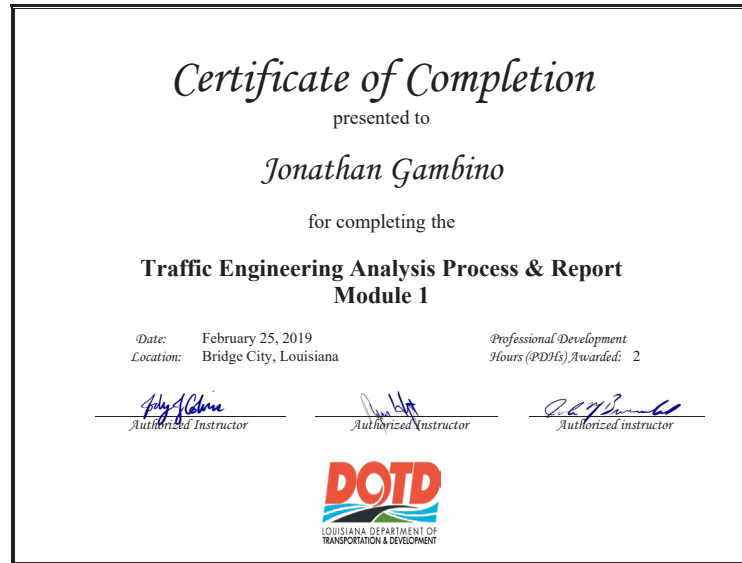 Certificate of Completion
presented to
Jonathan Gambino
for completing the
Traffic Engineering Analysis Process & Report
Module 1
Date: February 25, 2019
Location: Bridge City, Louisiana
Professional Development
Hours (PDHs) Awarded: 2
Authorized Instructor
Authorized Instructor
Authorized instructor
DOTD
LOUISIANA DEPARTMENT OF
TRANSPORTATION & DEVELOPMENT